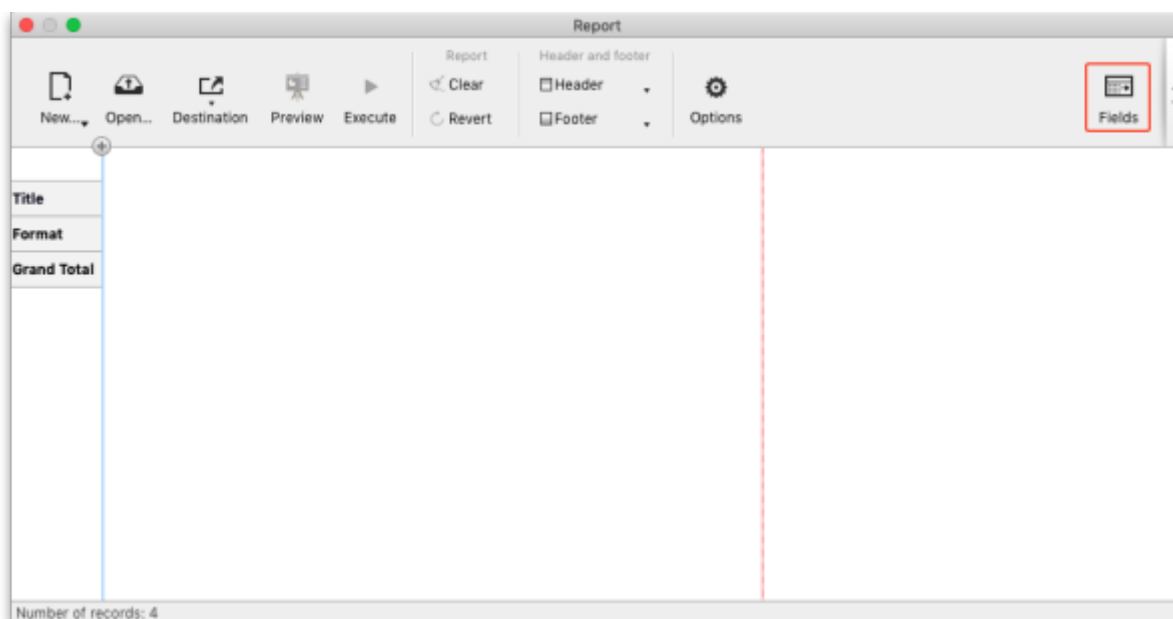 Report
Report
Header and footer
Clear
Header
New...
Open...
Destination
Preview
Execute
Revert
Footer
Options
Fields
Title
Format
Grand Total
Number of records: 4